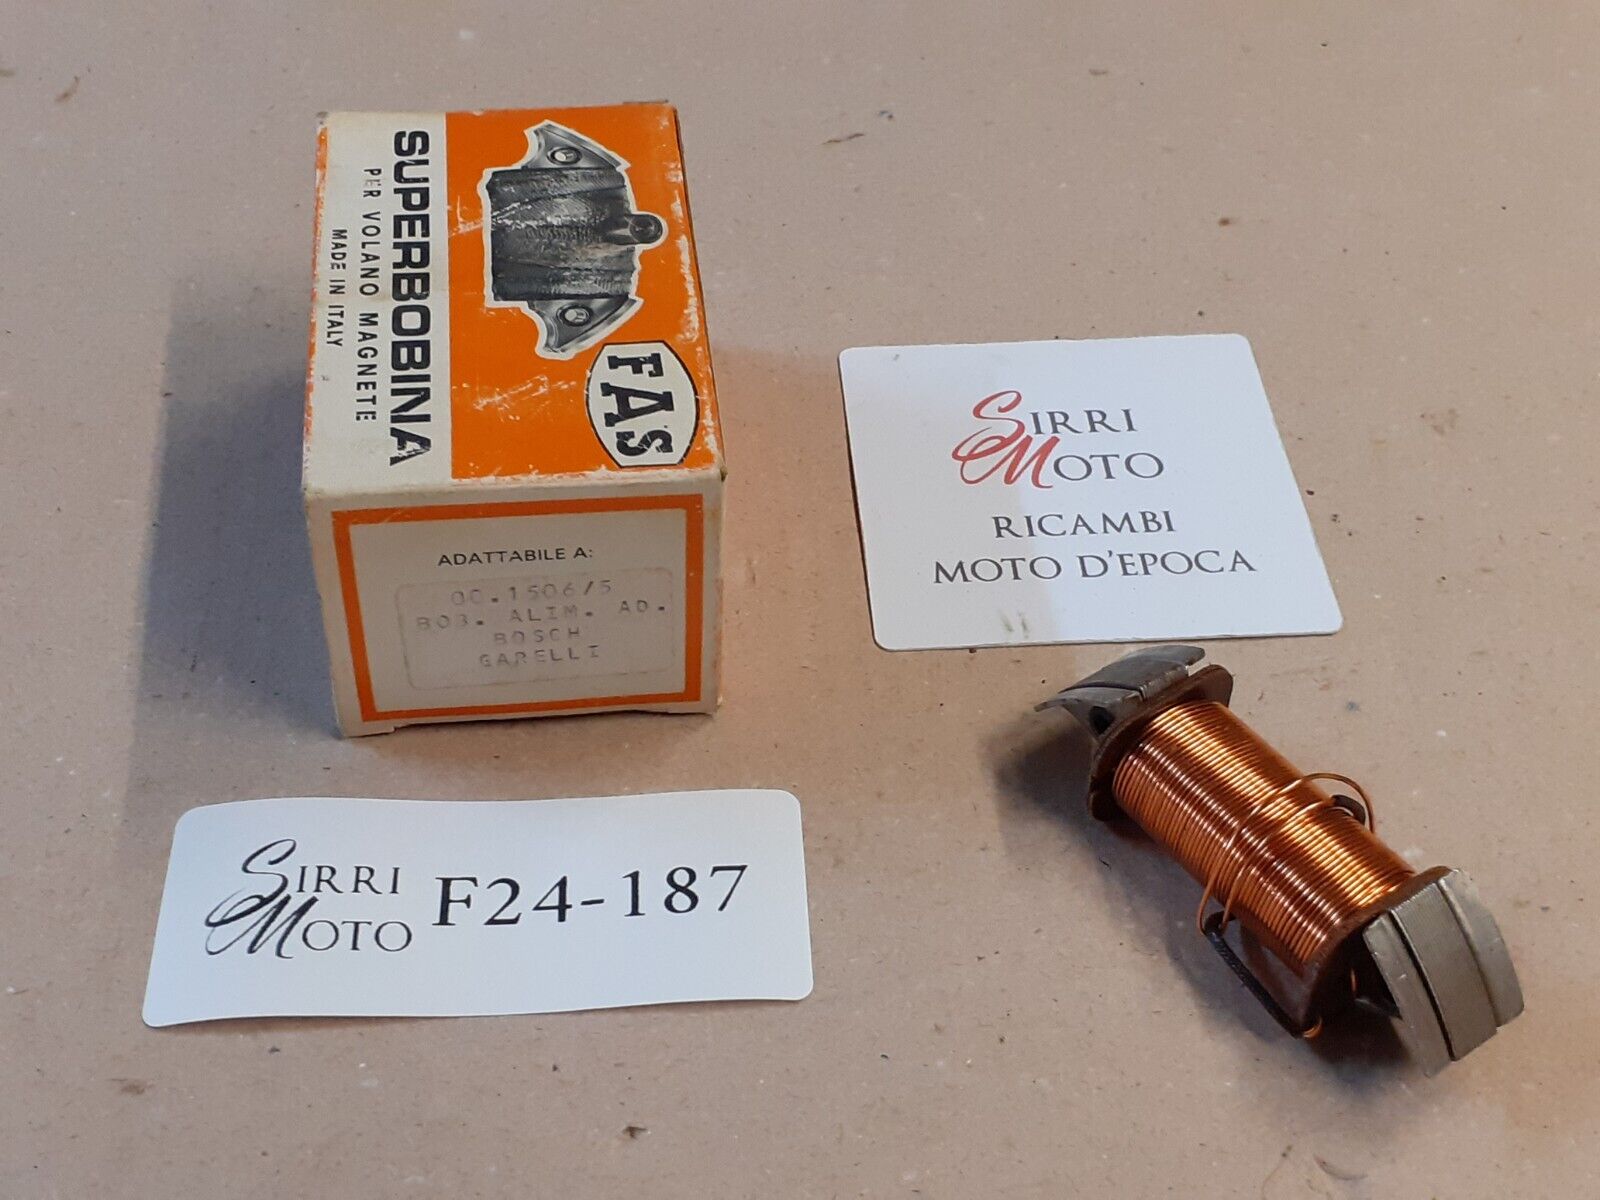 SUPERBOBINA
PER VOLANO MAGNETE
MADE IN ITALY
FAS
ADATTABILE A:
00.1506/5
BOB. ALIM. AD.
BOSCH
GARELLI
SIRRI
MOTO
RICAMBI
MOTO D'EPOCA
SIRRI
MOTO
F24-187